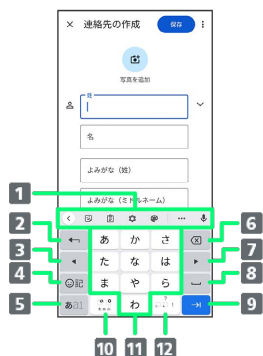 連絡先の作成 保存
写真を追加
姓
名
よみがな（姓）
よみがな（ミドルネーム）
1
2 あ か さ 6
3 た な は 7
4 記 ま や ら 8
5 あa1 わ 9
10 11 12